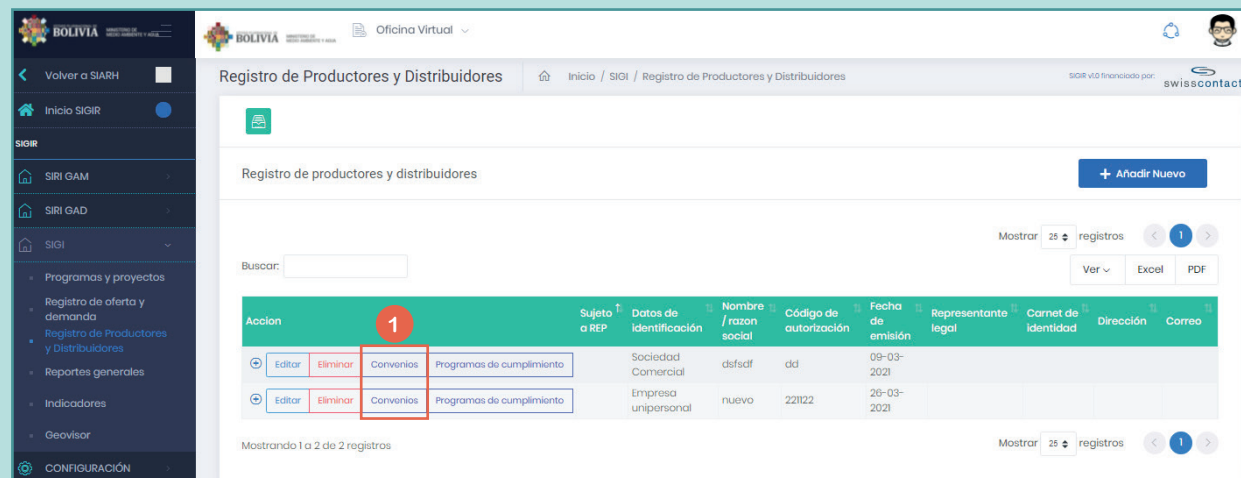 BOLIVIA
BOLIVIA
Oficina Virtual
Volver a SIARH
Registro de Productores y Distribuidores
Inicio / SIGI / Registro de Productores y Distribuidores
SIGIR v1.0 financiado por:
swisscontact
Inicio SIGIR
SIGIR
SIRI GAM
SIRI GAD
SIGI
Programas y proyectos
Registro de oferta y
demanda
Registro de Productores
y Distribuidores
Reportes generales
Indicadores
Geovisor
CONFIGURACIÓN
Registro de productores y distribuidores
+ Añadir Nuevo
Mostrar 25 registros
1
Buscar:
Ver Excel PDF
1
Accion
Sujeto
a REP
Datos de
identificación
Nombre
/ razon
social
Código de
autorización
Fecha
de
emisión
Representante
legal
Carnet de
identidad
Dirección
Correo
Editar Eliminar Convenios Programas de cumplimiento
Sociedad
Comercial
dsfsdf
dd
09-03-
2021
Editar Eliminar Convenios Programas de cumplimiento
Empresa
unipersonal
nuevo
221122
26-03-
2021
Mostrando 1 a 2 de 2 registros
Mostrar 25 registros
1